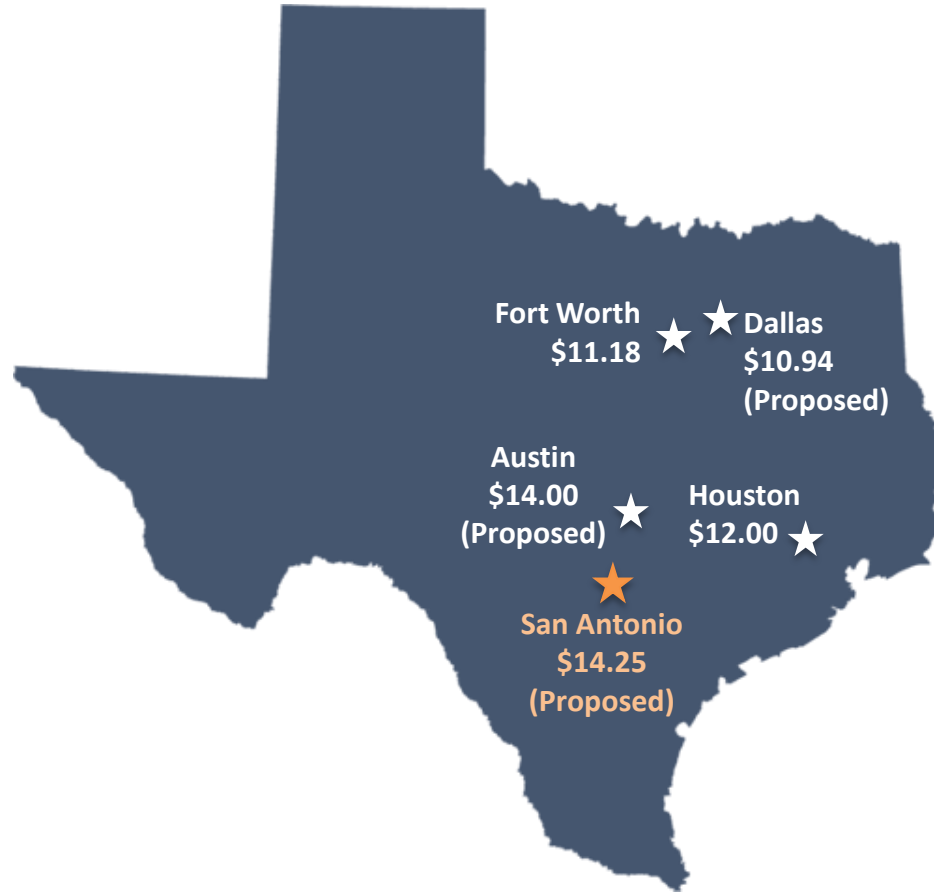 Fort Worth
$11.18
Dallas
$10.94
(Proposed)
Austin
$14.00
(Proposed)
Houston
$12.00
San Antonio
$14.25
(Proposed)